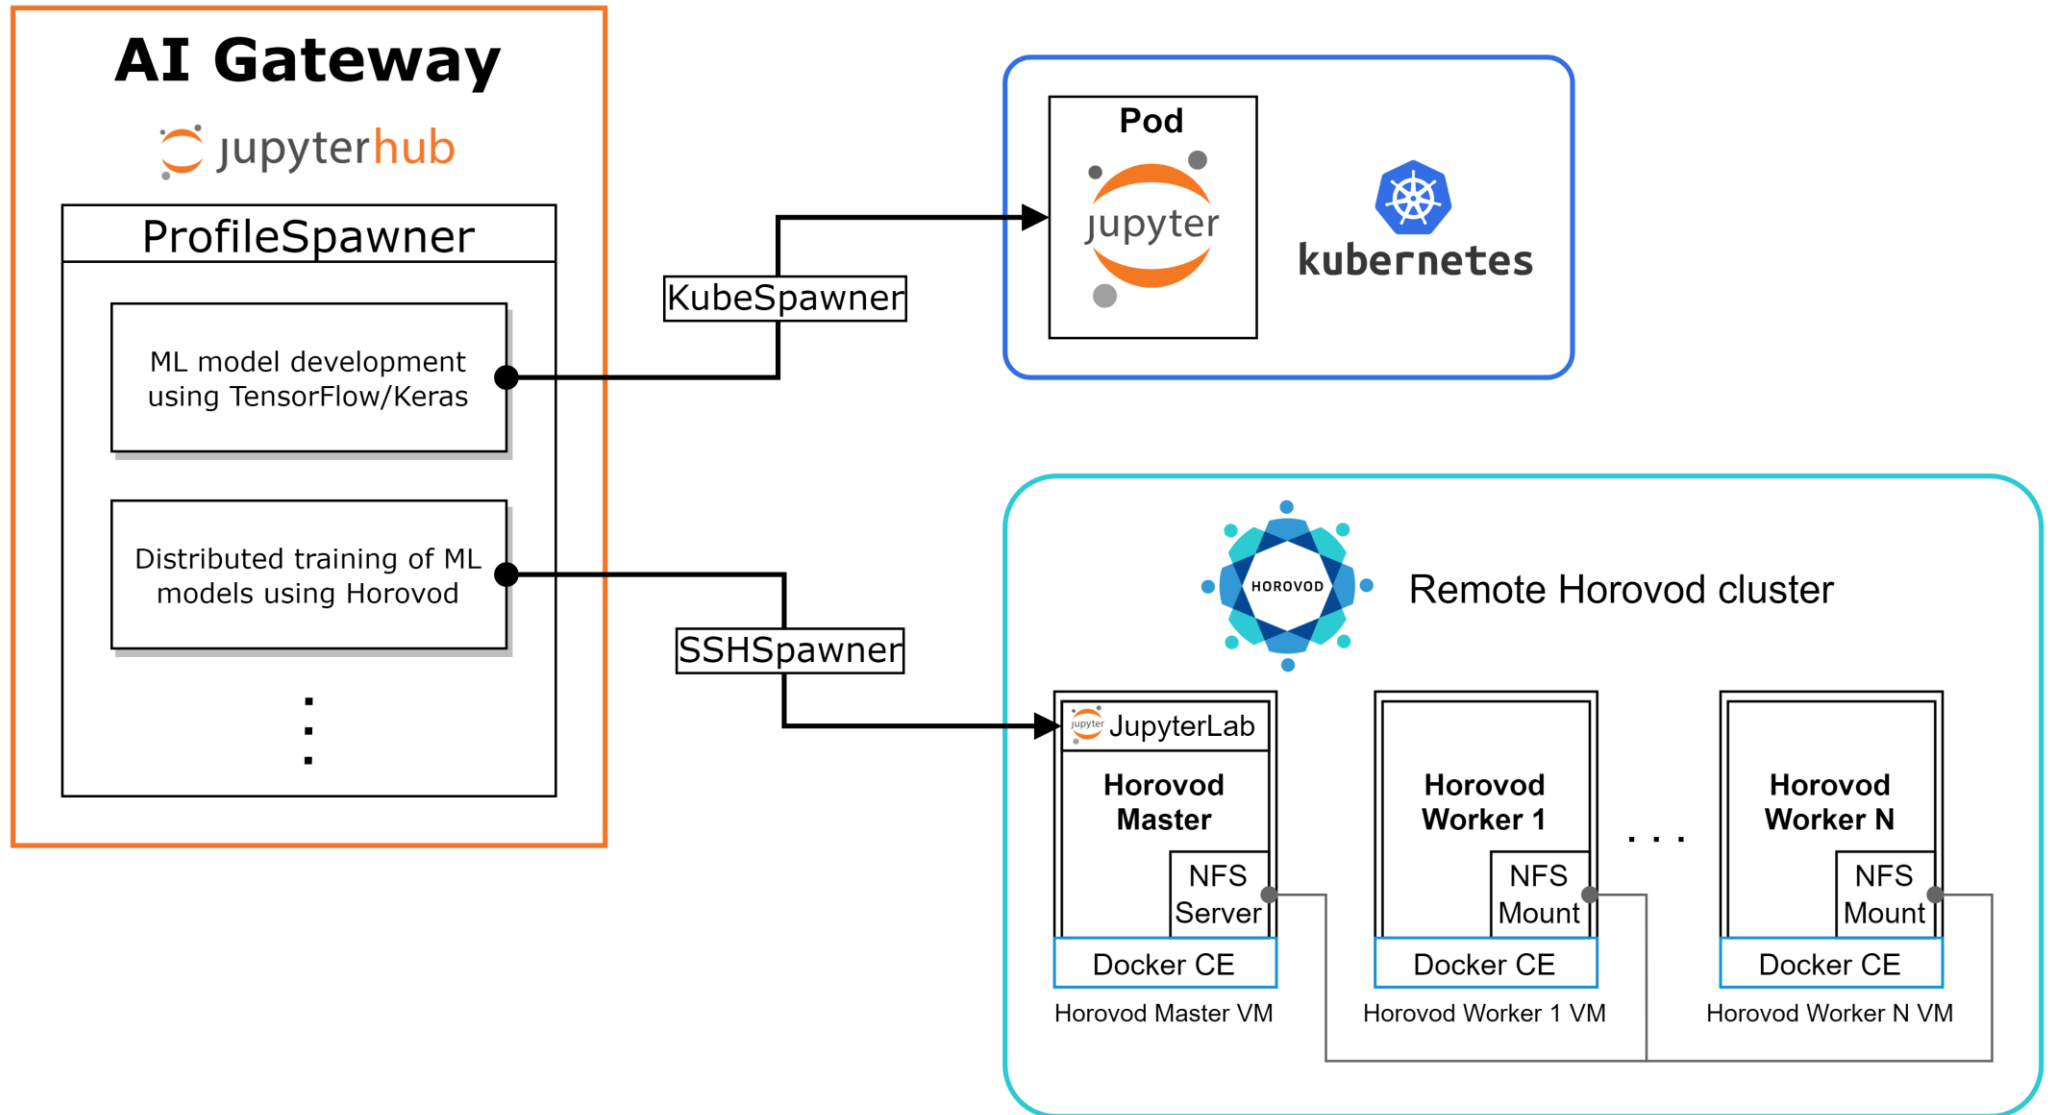 AI Gateway
jupyterhub
ProfileSpawner
ML model development
using TensorFlow/Keras
Distributed training of ML
models using Horovod
KubeSpawner
SSHSpawner
Pod
jupyter
kubernetes
HOROVOD
Remote Horovod cluster
jupyter JupyterLab
Horovod
Master
NFS
Server
Docker CE
Horovod Master VM
Horovod
Worker 1
NFS
Mount
Docker CE
Horovod Worker 1 VM
. . .
Horovod
Worker N
NFS
Mount
Docker CE
Horovod Worker N VM